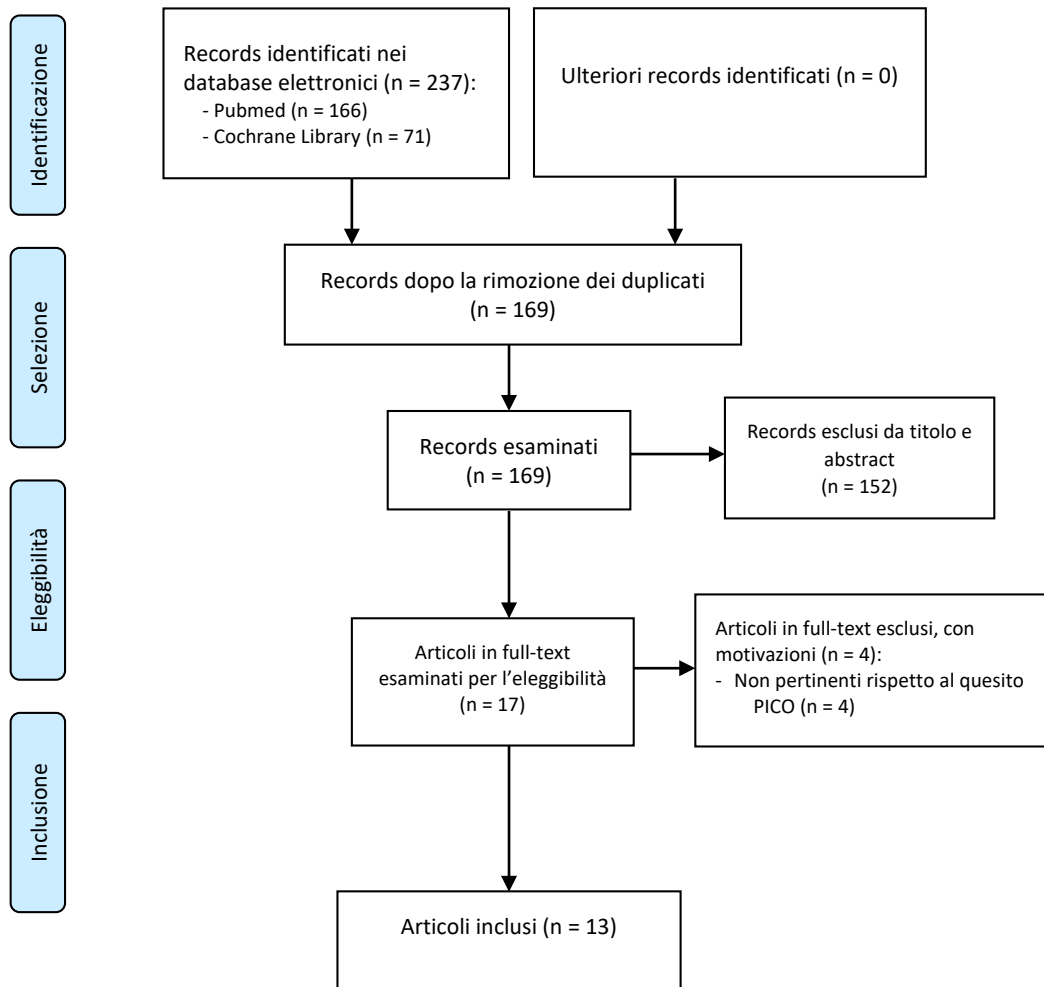 Identificazione
Records identificati nei
database elettronici (n = 237):
- Pubmed (n = 166)
- Cochrane Library (n = 71)
Ulteriori records identificati (n = 0)
Selezione
Records dopo la rimozione dei duplicati
(n = 169)
Records esaminati
(n = 169)
Records esclusi da titolo e
abstract
(n = 152)
Eleggibilità
Articoli in full-text
esaminati per l'eleggibilità
(n = 17)
Articoli in full-text esclusi, con
motivazioni (n = 4):
- Non pertinenti rispetto al quesito
PICO (n = 4)
Inclusione
Articoli inclusi (n = 13)